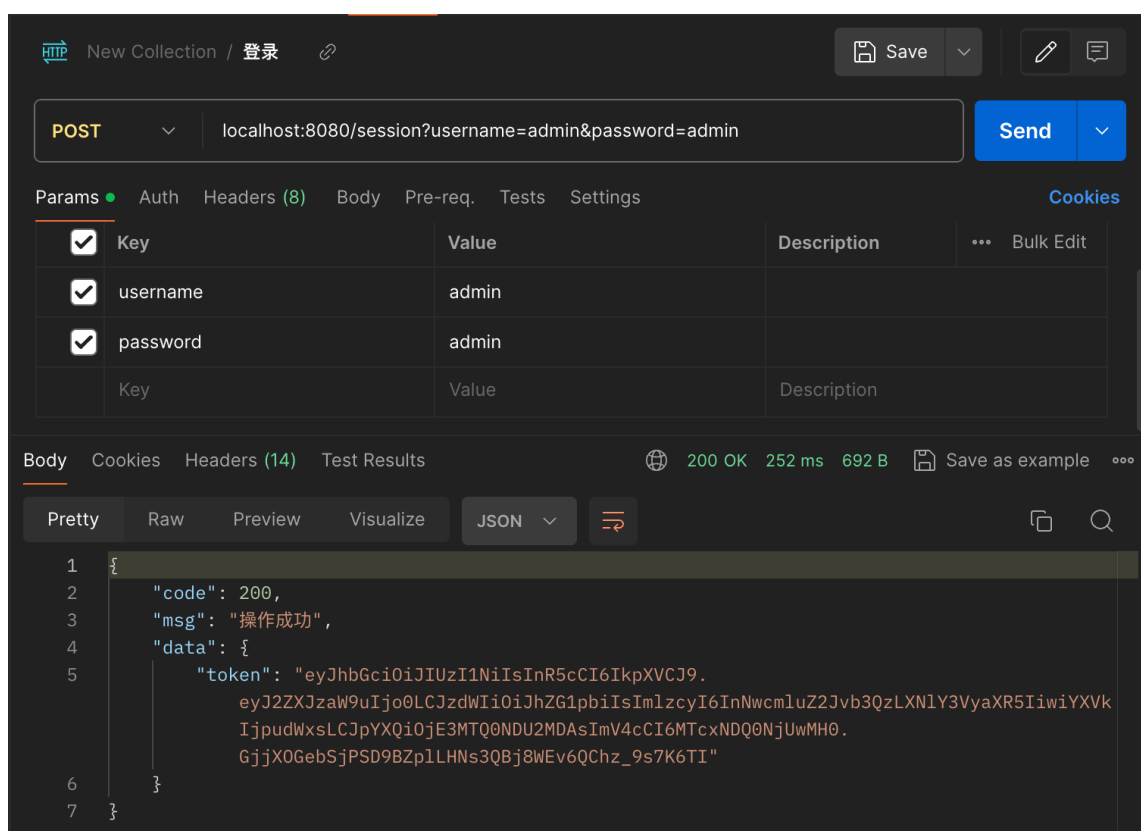 HTTP New Collection / 登录 Save
POST localhost:8080/session?username=admin&password=admin Send
Params Auth Headers (8) Body Pre-req. Tests Settings Cookies
Key Value Description Bulk Edit
username admin
password admin
Key Value Description
Body Cookies Headers (14) Test Results 200 OK 252 ms 692 B Save as example
Pretty Raw Preview Visualize JSON
1 {
2 "code": 200,
3 "msg": "操作成功",
4 "data": {
5 "token": "eyJhbGciOiJIUzI1NiIsInR5cCI6IkpXVCJ9.
eyJ2ZXJzaW9uIjo0LCJzdWIiOiJhZG1pbiIsImlzcyI6InNwcmluZ2Jvb3QzLXNlY3VyaXR5IiwiYXVk
IjpudWxsLCJpYXQiOjE3MTQ0NDU2MDAsImV4cCI6MTcxNDQ0NjUwMH0.
GjjXOGebSjPSD9BZplLHNs3QBj8WEv6QChz_9s7K6TI"
6 }
7 }